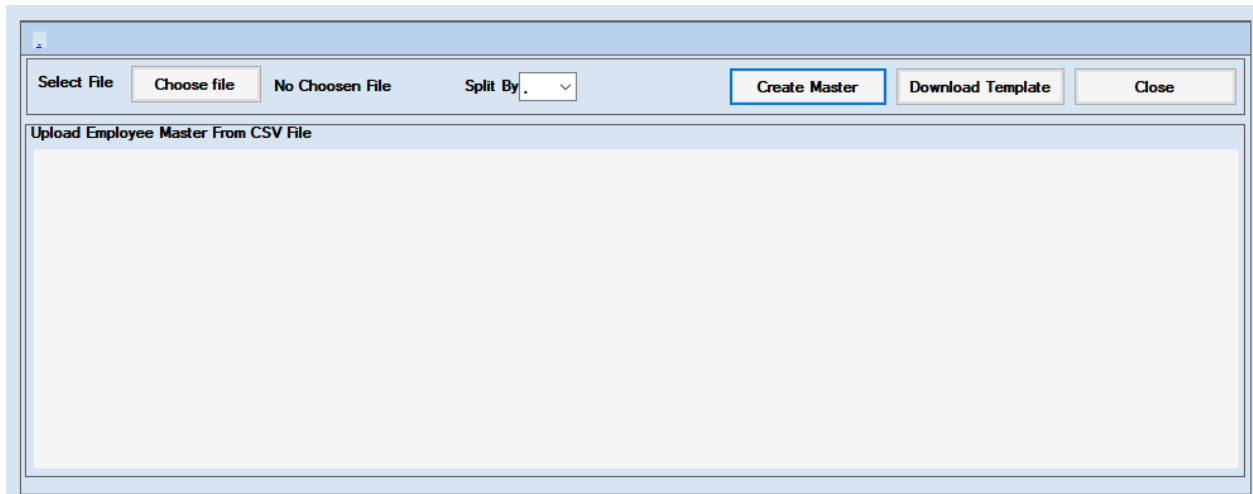 .
Select File Choose file No Choosen File Split By . Create Master Download Template Close
Upload Employee Master From CSV File